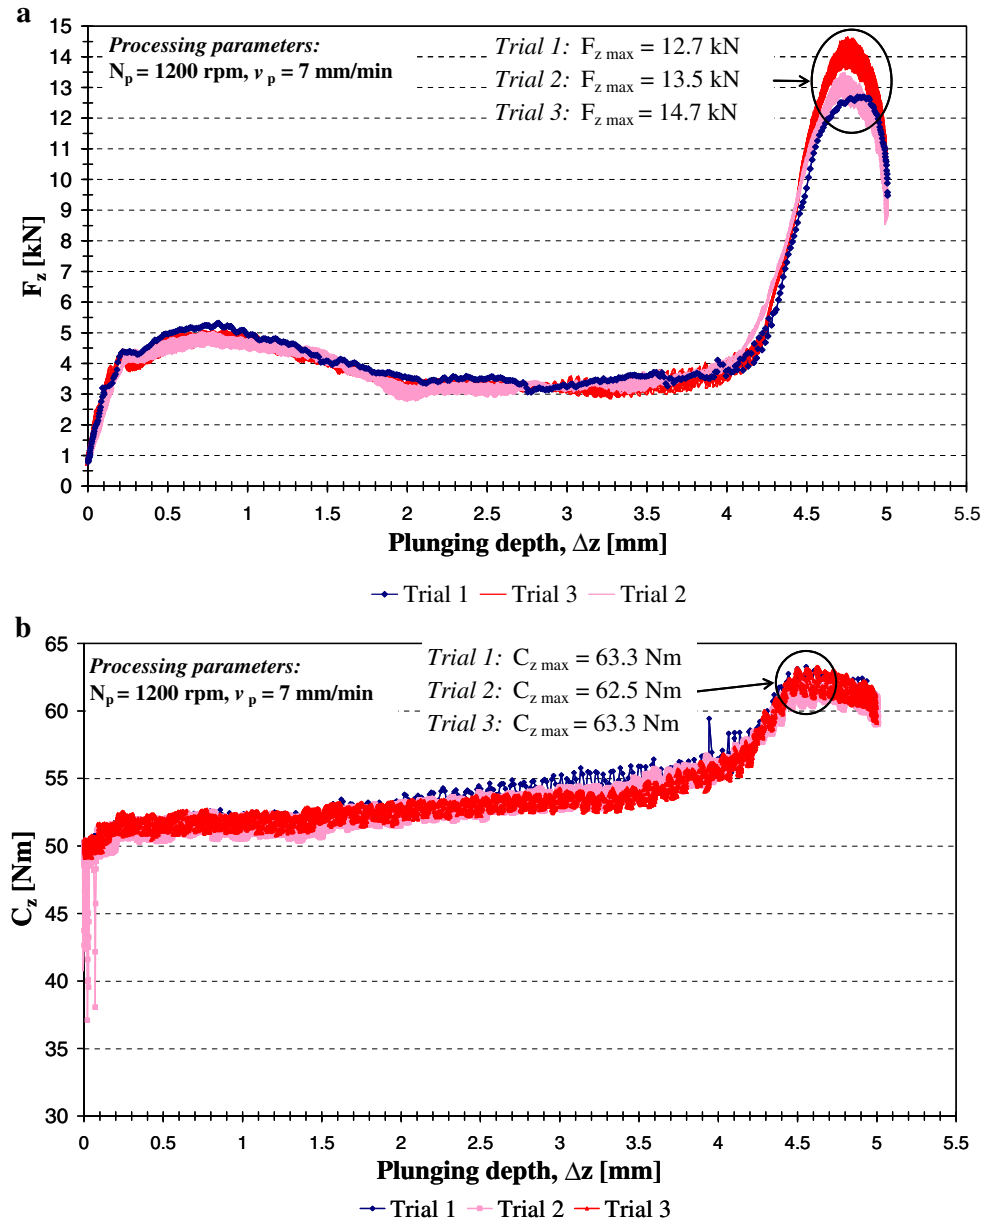 a
Processing parameters:
Np = 1200 rpm, vp = 7 mm/min
Trial 1: Fz max = 12.7 kN
Trial 2: Fz max = 13.5 kN
Trial 3: Fz max = 14.7 kN
15
14
13
12
11
10
9
8
7
6
5
4
3
2
1
0
Fz [kN]
0 0.5 1 1.5 2 2.5 3 3.5 4 4.5 5 5.5
Plunging depth, Δz [mm]
Trial 1 Trial 3 Trial 2
b
Processing parameters:
Np = 1200 rpm, vp = 7 mm/min
Trial 1: Cz max = 63.3 Nm
Trial 2: Cz max = 62.5 Nm
Trial 3: Cz max = 63.3 Nm
65
60
55
50
45
40
35
30
Cz [Nm]
0 0.5 1 1.5 2 2.5 3 3.5 4 4.5 5 5.5
Plunging depth, Δz [mm]
Trial 1 Trial 2 Trial 3